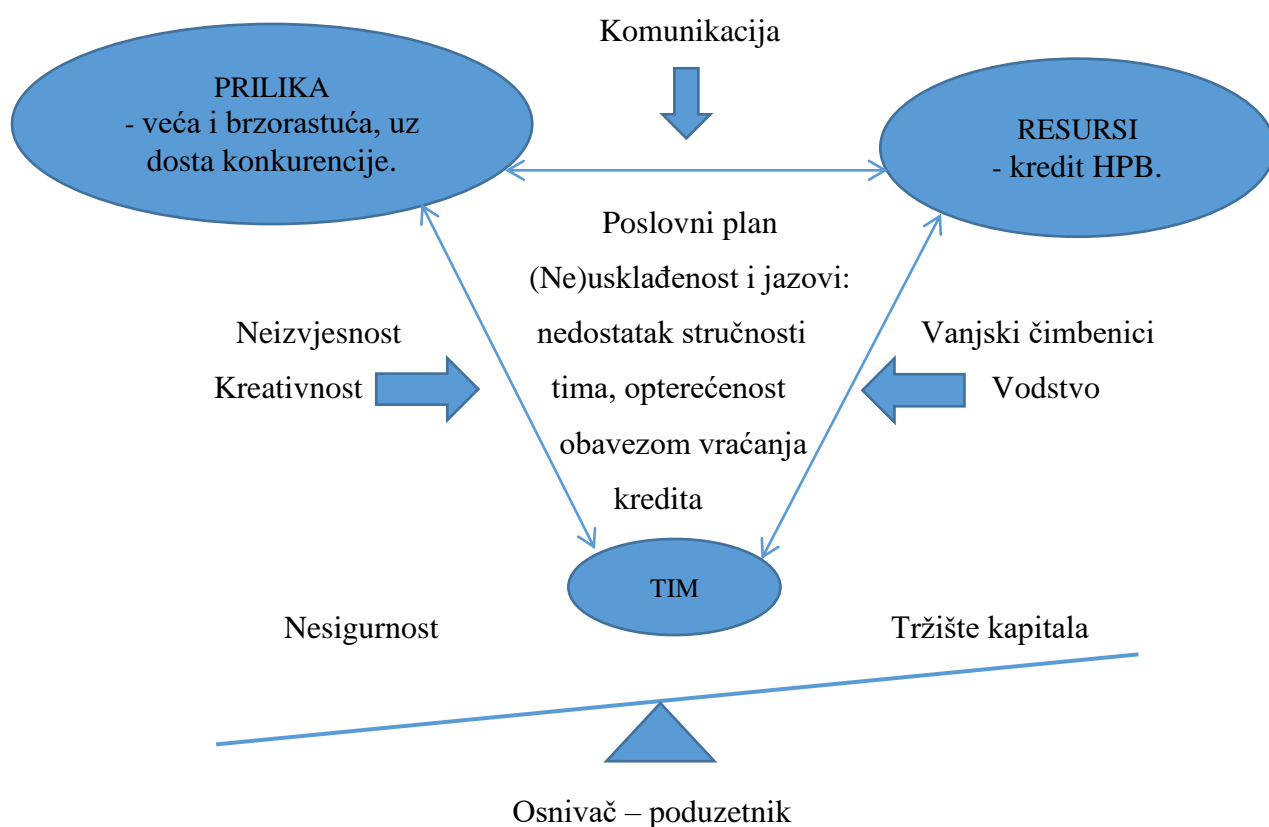 Komunikacija
PRILIKA
- veća i brzorastuća, uz
dosta konkurencije.
RESURSI
- kredit HPB.
Poslovni plan
(Ne)usklađenost i jazovi:
nedostatak stručnosti
tima, opterećenost
obavezom vraćanja
kredita
Neizvjesnost
Kreativnost
Vanjski čimbenici
Vodstvo
TIM
Nesigurnost
Tržište kapitala
Osnivač – poduzetnik